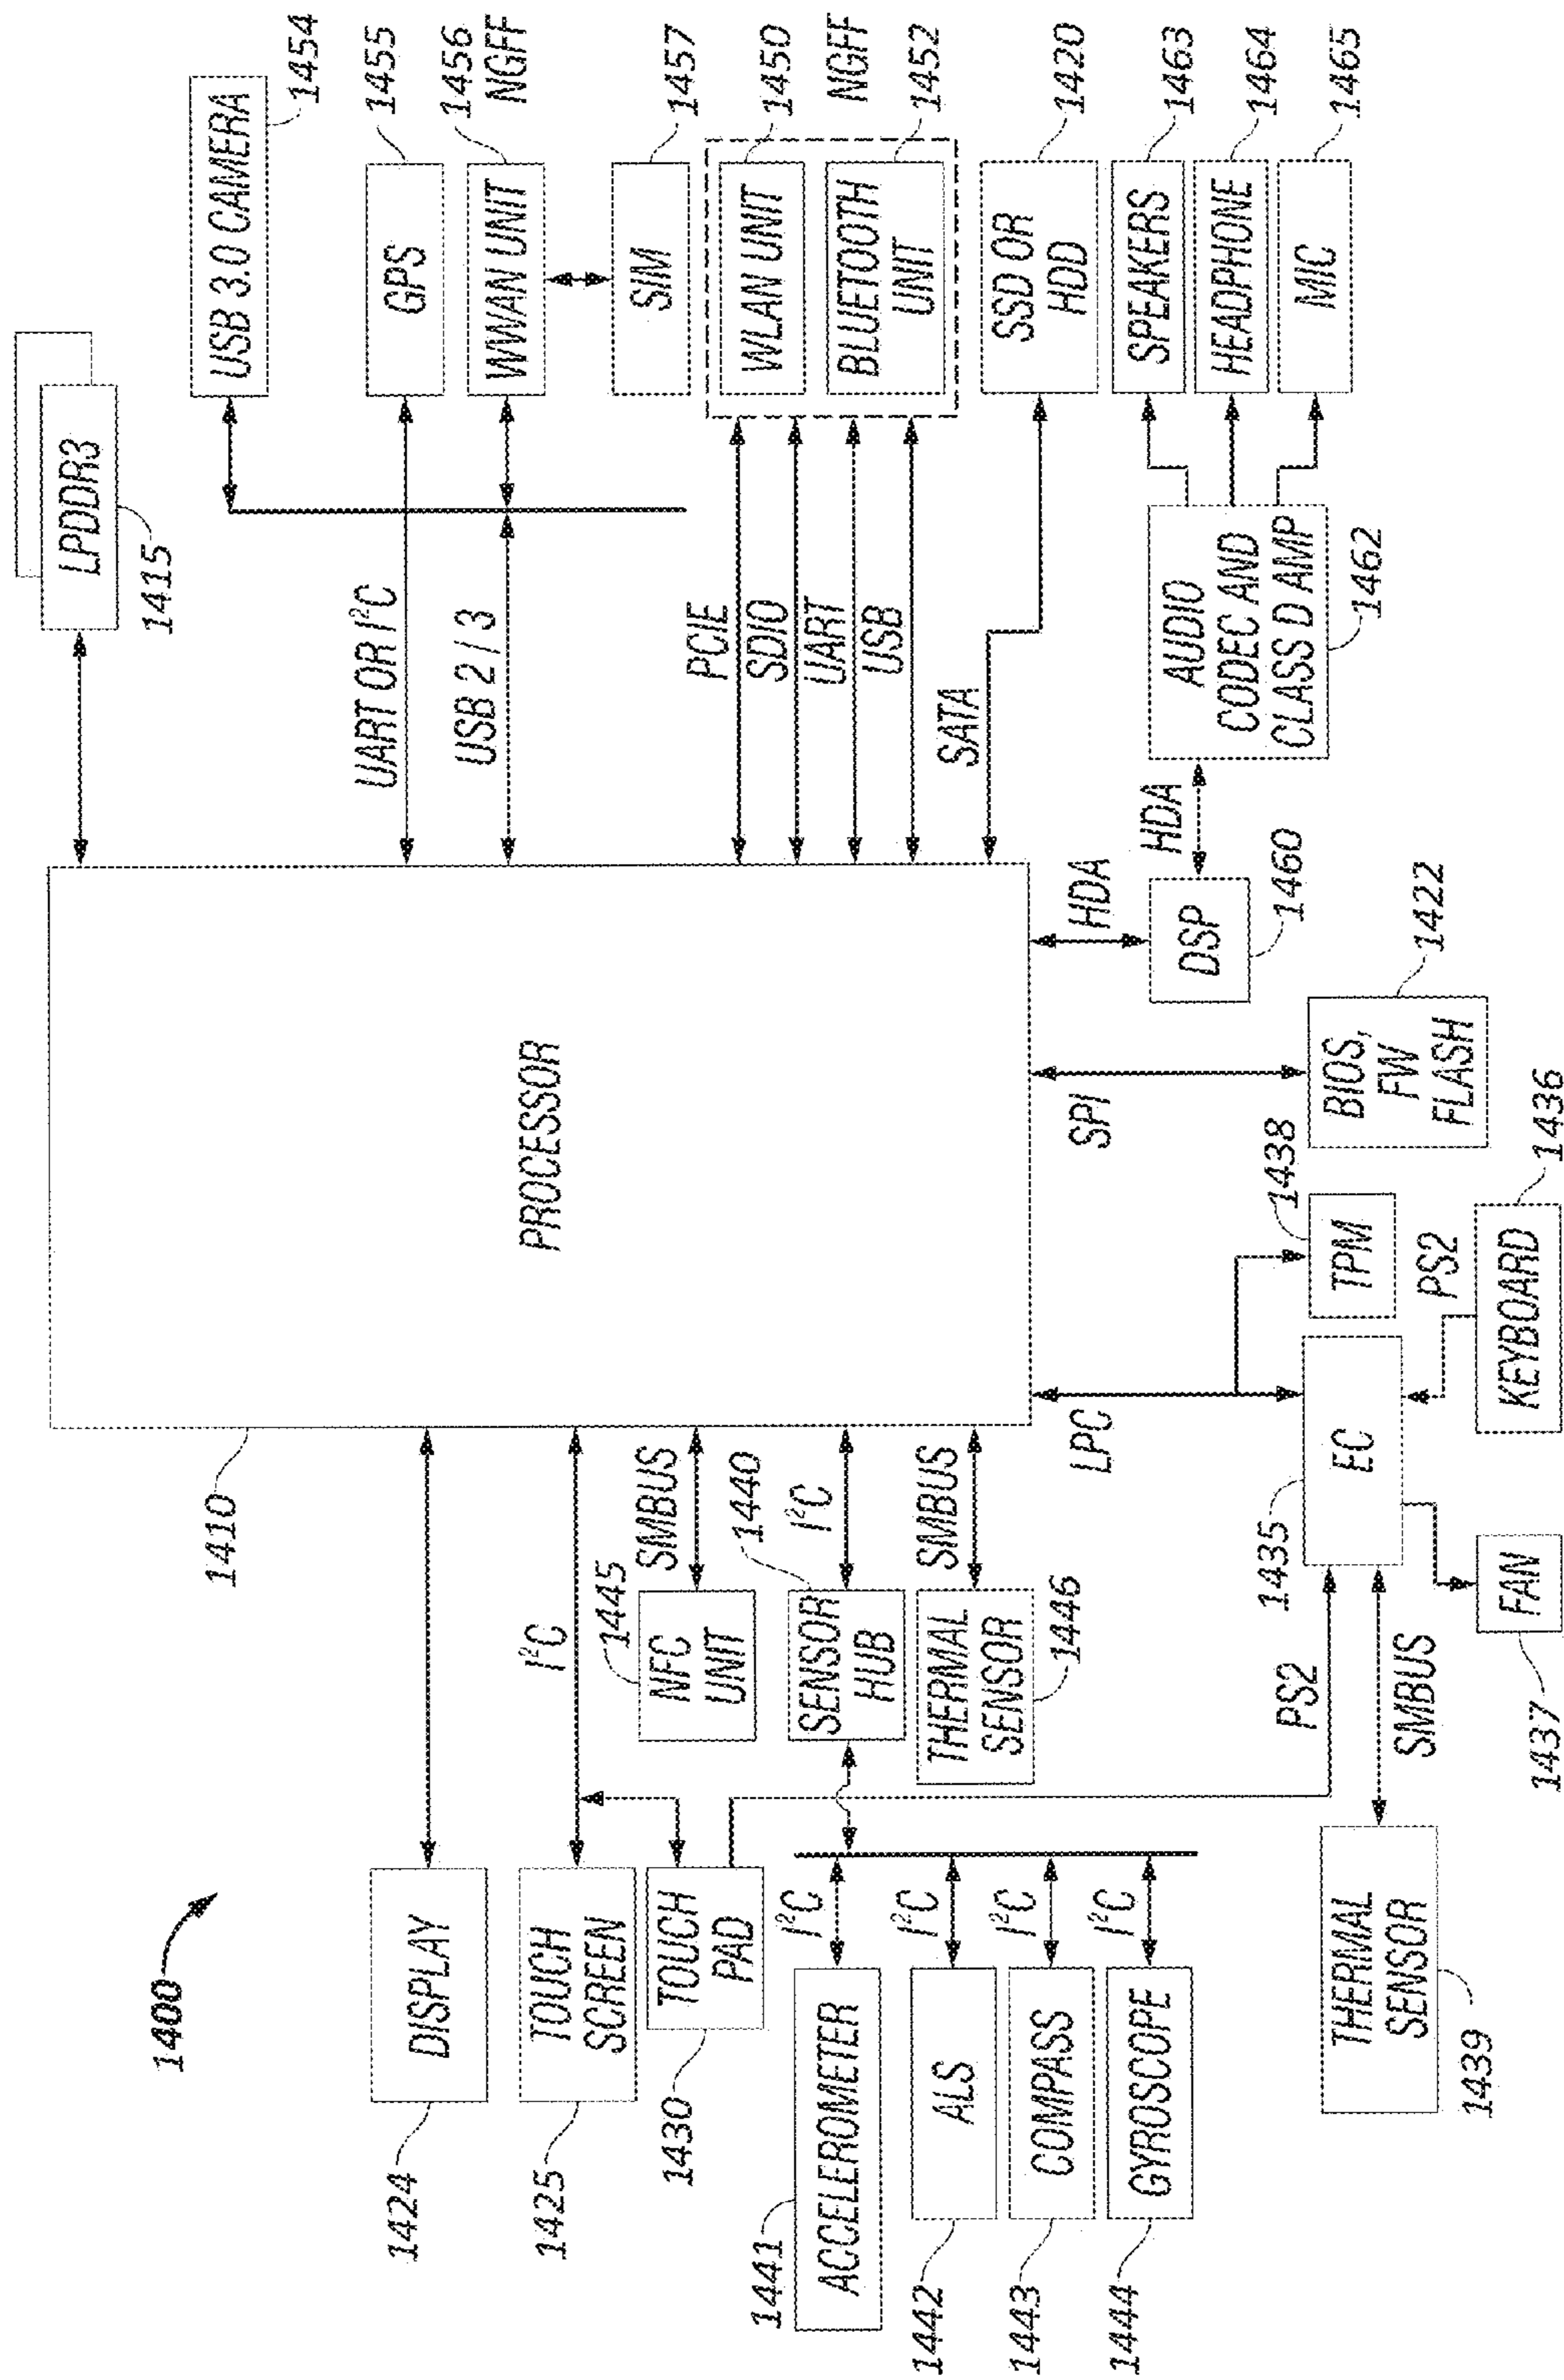 1400
LPDDR3
1415
USB 3.0 CAMERA
1454
DISPLAY
1424
1410
PROCESSOR
UART OR I²C
GPS
1455
USB 2 / 3
WWAN UNIT
1456
NGFF
SIM
1457
TOUCH
SCREEN
1425
I²C
TOUCH
PAD
1430
1445
NFC
UNIT
SMBUS
PCIE
SDIO
UART
USB
WLAN UNIT
1450
NGFF
BLUETOOTH
UNIT
1452
1441
ACCELEROMETER
I²C
SENSOR
HUB
1440
I²C
1442
ALS
I²C
THERMAL
SENSOR
1446
SMBUS
SATA
SSD OR
HDD
1420
1443
COMPASS
I²C
1444
GYROSCOPE
I²C
LPC
SPI
HDA
DSP
1460
HDA
AUDIO
CODEC AND
CLASS D AMP
1462
SPEAKERS
1463
HEADPHONE
1464
MIC
1465
PS2
1435
EC
1438
TPM
BIOS,
FW
FLASH
1422
THERMAL
SENSOR
1439
SMBUS
PS2
FAN
1437
KEYBOARD
1436